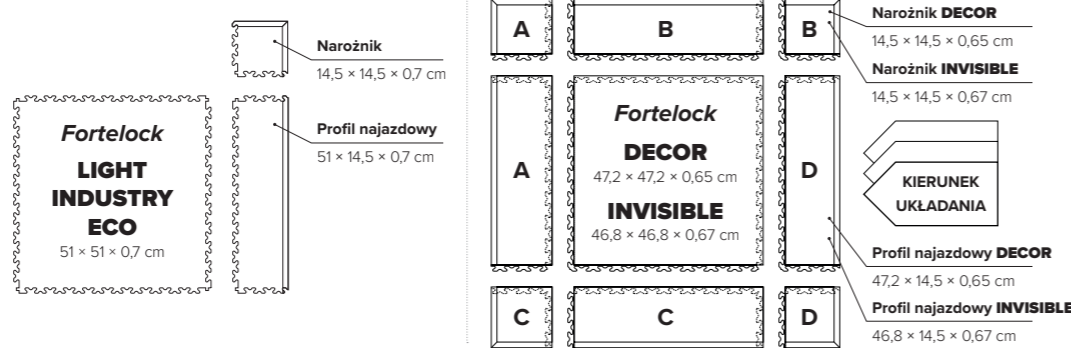 Narożnik
14,5 × 14,5 × 0,7 cm
Fortelock
LIGHT
INDUSTRY
ECO
51 × 51 × 0,7 cm
Profil najazdowy
51 × 14,5 × 0,7 cm
A
B
B
Narożnik DECOR
14,5 × 14,5 × 0,65 cm
Narożnik INVISIBLE
14,5 × 14,5 × 0,67 cm
A
Fortelock
DECOR
47,2 × 47,2 × 0,65 cm
INVISIBLE
46,8 × 46,8 × 0,67 cm
D
KIERUNEK
UKŁADANIA
Profil najazdowy DECOR
47,2 × 14,5 × 0,65 cm
Profil najazdowy INVISIBLE
46,8 × 14,5 × 0,67 cm
C
C
D